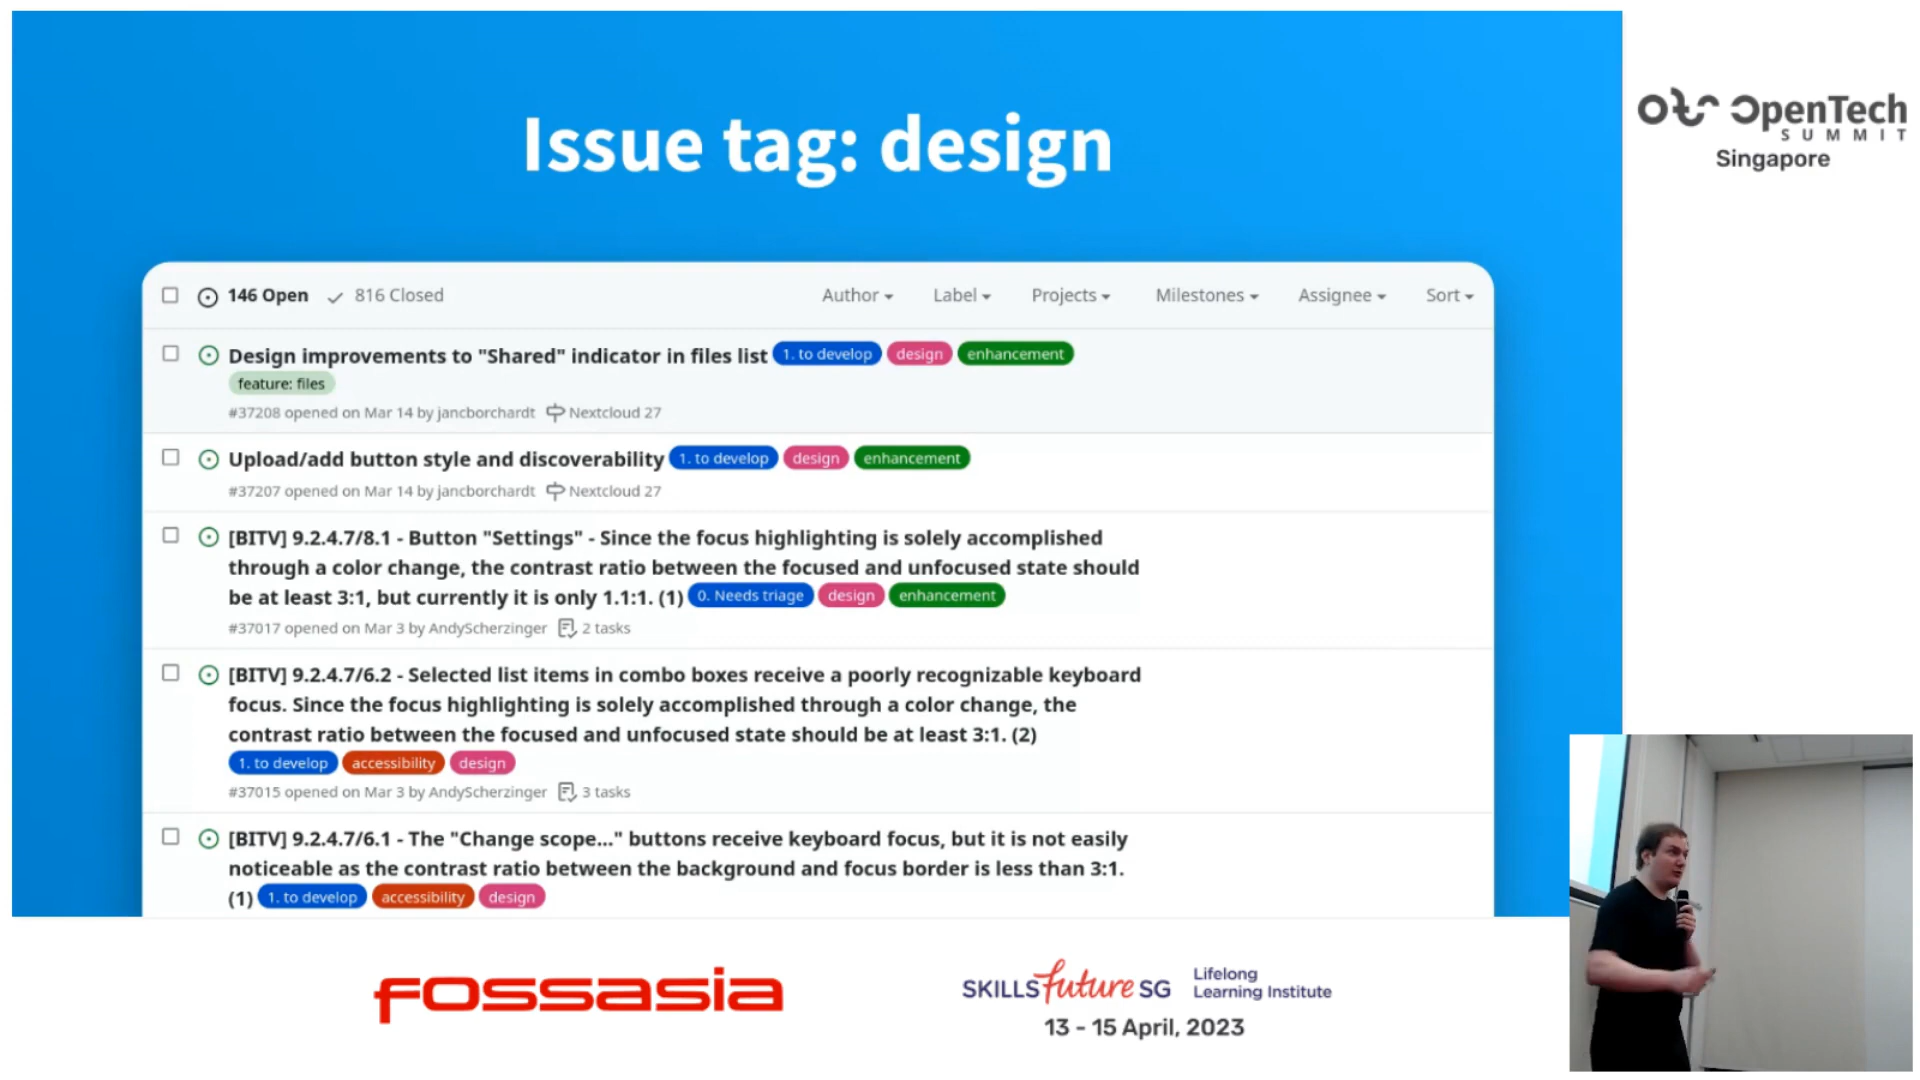 Issue tag: design
OpenTech
SUMMIT
Singapore
146 Open 816 Closed Author Label Projects Milestones Assignee Sort
Design improvements to "Shared" indicator in files list 1. to develop design enhancement
feature: files
#37208 opened on Mar 14 by jancborchardt Nextcloud 27
Upload/add button style and discoverability 1. to develop design enhancement
#37207 opened on Mar 14 by jancborchardt Nextcloud 27
[BITV] 9.2.4.7/8.1 - Button "Settings" - Since the focus highlighting is solely accomplished
through a color change, the contrast ratio between the focused and unfocused state should
be at least 3:1, but currently it is only 1.1:1. (1) 0. Needs triage design enhancement
#37017 opened on Mar 3 by AndyScherzinger 2 tasks
[BITV] 9.2.4.7/6.2 - Selected list items in combo boxes receive a poorly recognizable keyboard
focus. Since the focus highlighting is solely accomplished through a color change, the
contrast ratio between the focused and unfocused state should be at least 3:1. (2)
1. to develop accessibility design
#37015 opened on Mar 3 by AndyScherzinger 3 tasks
[BITV] 9.2.4.7/6.1 - The "Change scope..." buttons receive keyboard focus, but it is not easily
noticeable as the contrast ratio between the background and focus border is less than 3:1.
(1) 1. to develop accessibility design
fossasia
SKILLSfuture SG
Lifelong
Learning Institute
13 - 15 April, 2023